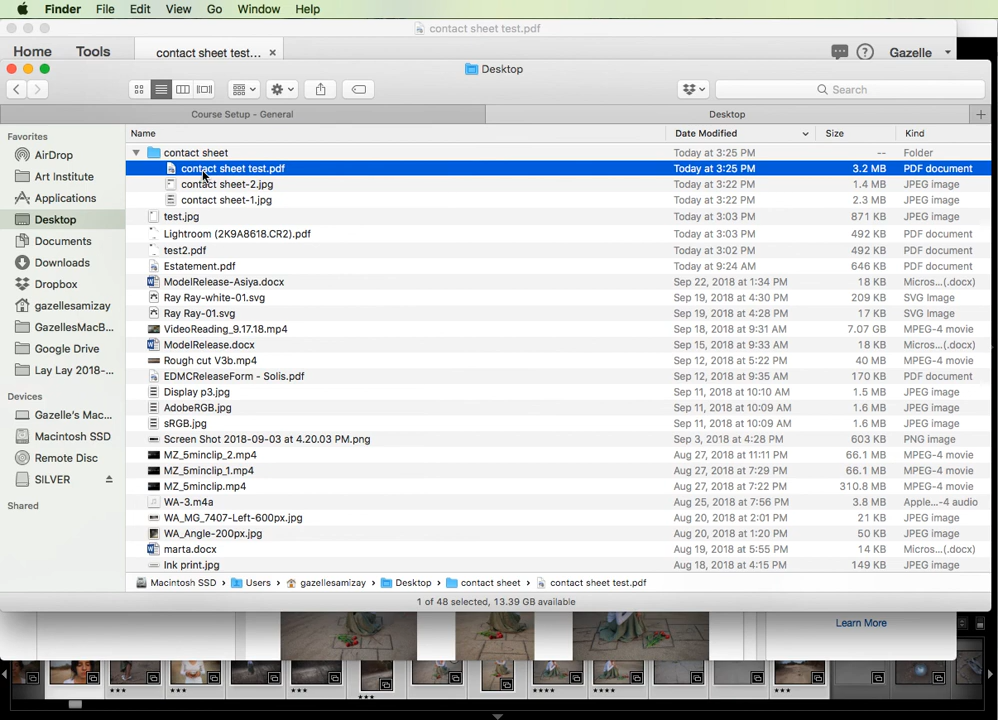 Finder File Edit View Go Window Help
contact sheet test.pdf
Home Tools contact sheet test... × ? Gazelle
Desktop
Search
Course Setup - General Desktop +
Favorites
AirDrop
Art Institute
Applications
Desktop
Documents
Downloads
Dropbox
gazellesamizay
GazellesMacB...
Google Drive
Lay Lay 2018-...
Devices
Gazelle's Mac...
Macintosh SSD
Remote Disc
SILVER
Shared
Name Date Modified Size Kind
contact sheet Today at 3:25 PM -- Folder
contact sheet test.pdf Today at 3:25 PM 3.2 MB PDF document
contact sheet-2.jpg Today at 3:22 PM 1.4 MB JPEG image
contact sheet-1.jpg Today at 3:22 PM 2.3 MB JPEG image
test.jpg Today at 3:03 PM 871 KB JPEG image
Lightroom (2K9A8618.CR2).pdf Today at 3:03 PM 492 KB PDF document
test2.pdf Today at 3:02 PM 492 KB PDF document
Estatement.pdf Today at 9:24 AM 646 KB PDF document
ModelRelease-Asiya.docx Sep 22, 2018 at 1:34 PM 18 KB Micros...(.docx)
Ray Ray-white-01.svg Sep 19, 2018 at 4:30 PM 209 KB SVG Image
Ray Ray-01.svg Sep 19, 2018 at 4:28 PM 17 KB SVG Image
VideoReading_9.17.18.mp4 Sep 18, 2018 at 9:31 AM 7.07 GB MPEG-4 movie
ModelRelease.docx Sep 15, 2018 at 9:33 AM 18 KB Micros...(.docx)
Rough cut V3b.mp4 Sep 12, 2018 at 5:22 PM 40 MB MPEG-4 movie
EDMCReleaseForm - Solis.pdf Sep 12, 2018 at 9:35 AM 170 KB PDF document
Display p3.jpg Sep 11, 2018 at 10:10 AM 1.5 MB JPEG image
AdobeRGB.jpg Sep 11, 2018 at 10:09 AM 1.6 MB JPEG image
sRGB.jpg Sep 11, 2018 at 10:09 AM 1.6 MB JPEG image
Screen Shot 2018-09-03 at 4.20.03 PM.png Sep 3, 2018 at 4:28 PM 603 KB PNG image
MZ_5minclip_2.mp4 Aug 27, 2018 at 11:11 PM 66.1 MB MPEG-4 movie
MZ_5minclip_1.mp4 Aug 27, 2018 at 7:29 PM 66.1 MB MPEG-4 movie
MZ_5minclip.mp4 Aug 27, 2018 at 7:22 PM 310.8 MB MPEG-4 movie
WA-3.m4a Aug 25, 2018 at 7:56 PM 3.8 MB Apple...-4 audio
WA_MG_7407-Left-600px.jpg Aug 20, 2018 at 2:01 PM 21 KB JPEG image
WA_Angle-200px.jpg Aug 20, 2018 at 1:20 PM 50 KB JPEG image
marta.docx Aug 19, 2018 at 5:55 PM 14 KB Micros...(.docx)
Ink print.jpg Aug 18, 2018 at 4:15 PM 149 KB JPEG image
Macintosh SSD › Users › gazellesamizay › Desktop › contact sheet › contact sheet test.pdf
1 of 48 selected, 13.39 GB available
Learn More